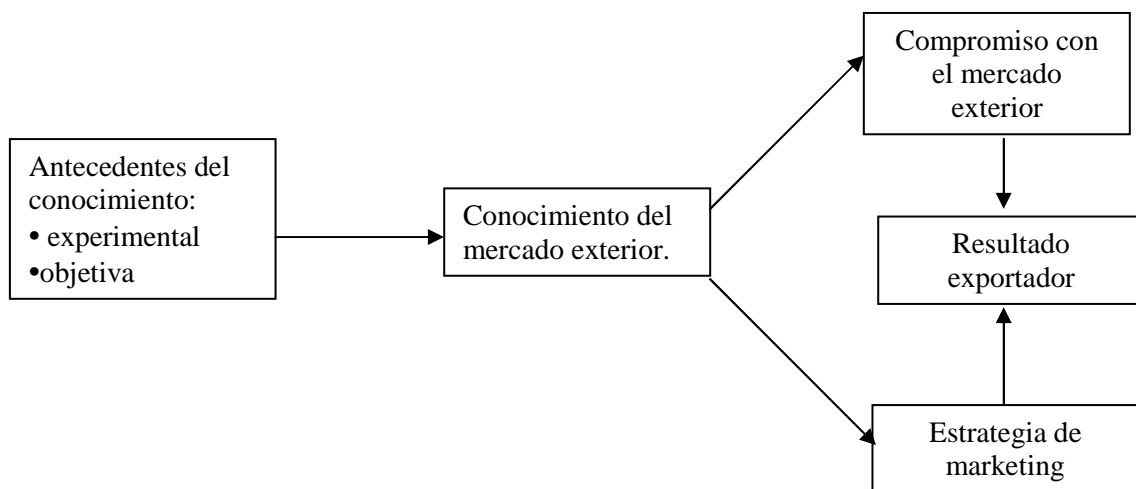 Antecedentes del
conocimiento:
• experimental
•objetiva
Conocimiento del
mercado exterior.
Compromiso con
el mercado
exterior
Resultado
exportador
Estrategia de
marketing